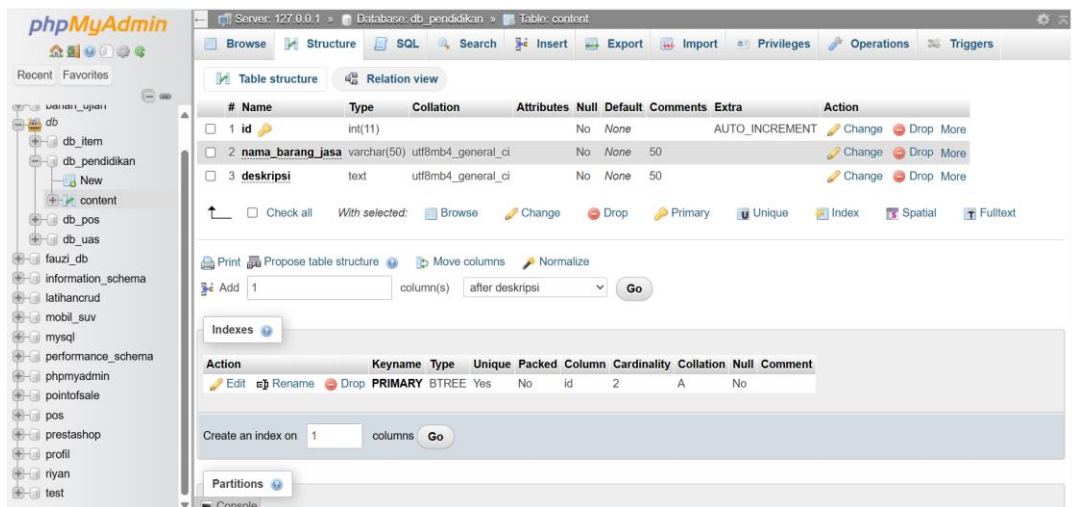 phpMyAdmin
Recent Favorites
db
db_item
db_pendidikan
New
content
db_pos
db_uas
fauzi_db
information_schema
latihancrud
mobil_suv
mysql
performance_schema
phpmyadmin
pointofsale
pos
prestashop
profil
riyan
test
Server: 127.0.0.1 » Database: db_pendidikan » Table: content
Browse Structure SQL Search Insert Export Import Privileges Operations Triggers
Table structure Relation view
# Name Type Collation Attributes Null Default Comments Extra Action
1 id int(11) No None AUTO_INCREMENT Change Drop More
2 nama_barang_jasa varchar(50) utf8mb4_general_ci No None 50 Change Drop More
3 deskripsi text utf8mb4_general_ci No None 50 Change Drop More
Check all With selected: Browse Change Drop Primary Unique Index Spatial Fulltext
Print Propose table structure Move columns Normalize
Add 1 column(s) after deskripsi Go
Indexes
Action Keyname Type Unique Packed Column Cardinality Collation Null Comment
Edit Rename Drop PRIMARY BTREE Yes No id 2 A No
Create an index on 1 columns Go
Partitions
Console